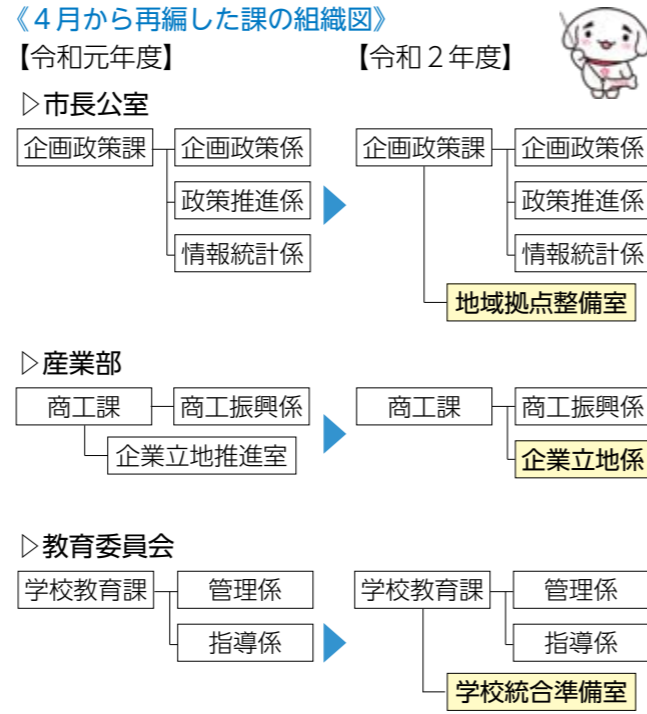 《４月から再編した課の組織図》
【令和元年度】 【令和２年度】
▷市長公室
企画政策課 企画政策係 企画政策課 企画政策係
政策推進係 政策推進係
情報統計係 情報統計係
地域拠点整備室
▷産業部
商工課 商工振興係 商工課 商工振興係
企業立地推進室 企業立地係
▷教育委員会
学校教育課 管理係 学校教育課 管理係
指導係 指導係
学校統合準備室